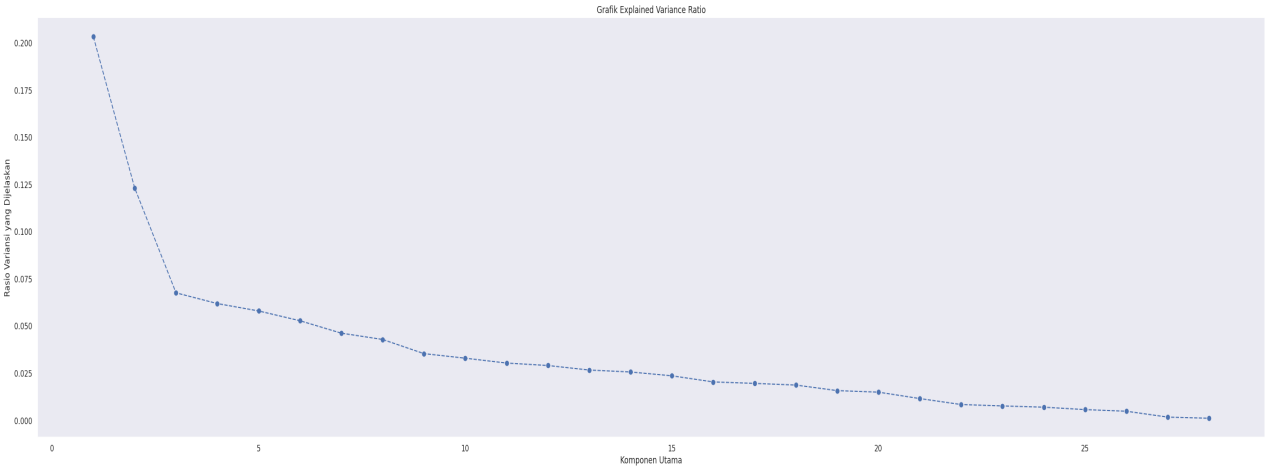 Grafik Explained Variance Ratio
Rasio Variansi yang Dijelaskan
0.200
0.175
0.150
0.125
0.100
0.075
0.050
0.025
0.000
0 5 10 15 20 25
Komponen Utama